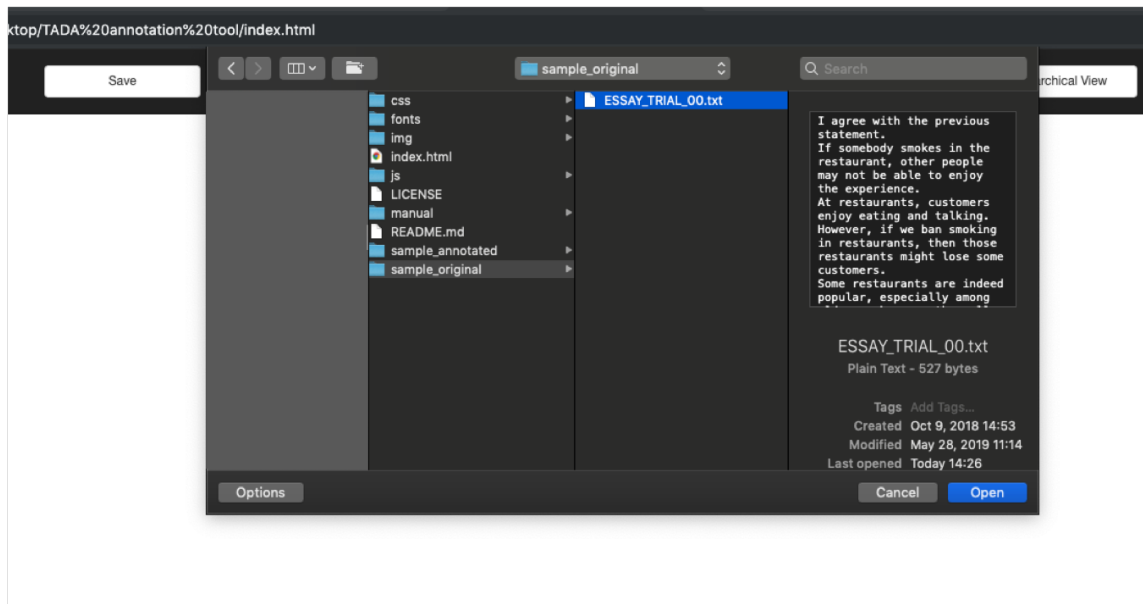 ktop/TADA%20annotation%20tool/index.html
Save
sample_original
Search
rchical View
css
fonts
img
index.html
js
LICENSE
manual
README.md
sample_annotated
sample_original
ESSAY_TRIAL_00.txt
I agree with the previous
statement.
If somebody smokes in the
restaurant, other people
may not be able to enjoy
the experience.
At restaurants, customers
enjoy eating and talking.
However, if we ban smoking
in restaurants, then those
restaurants might lose some
customers.
Some restaurants are indeed
popular, especially among
ESSAY_TRIAL_00.txt
Plain Text - 527 bytes
Tags Add Tags...
Created Oct 9, 2018 14:53
Modified May 28, 2019 11:14
Last opened Today 14:26
Options
Cancel
Open